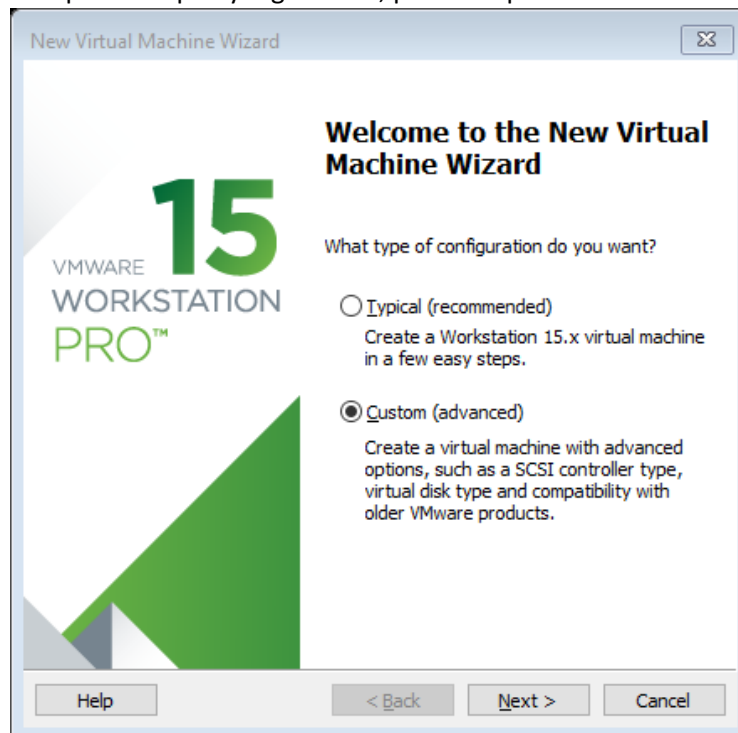 New Virtual Machine Wizard
Welcome to the New Virtual
Machine Wizard
15
VMWARE
WORKSTATION
PRO™
What type of configuration do you want?
Typical (recommended)
Create a Workstation 15.x virtual machine
in a few easy steps.
Custom (advanced)
Create a virtual machine with advanced
options, such as a SCSI controller type,
virtual disk type and compatibility with
older VMware products.
Help
< Back
Next >
Cancel